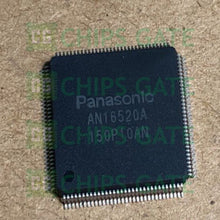 CHIPS GATE
Panasonic
AN16520A
150P10AN